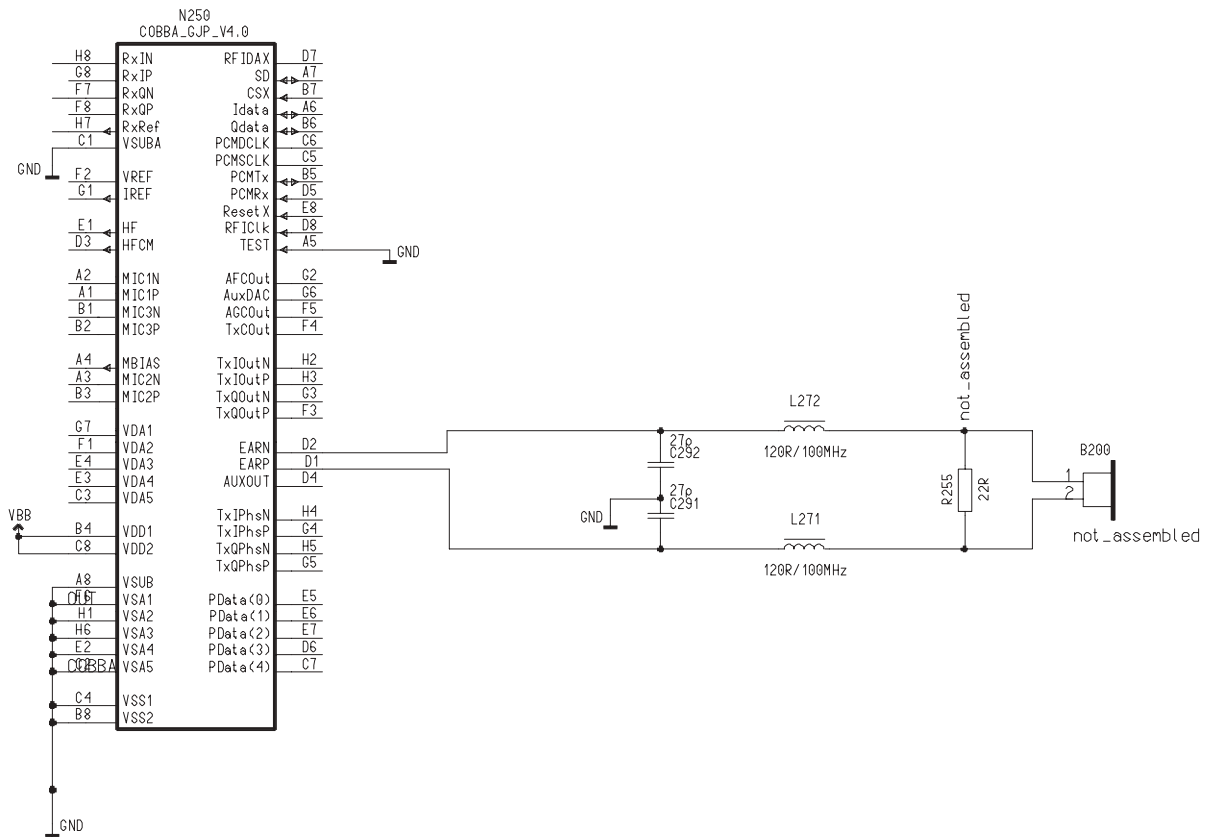 N250
COBBA_GJP_V4.0
H8 RxIN RFIDAX D7
G8 RxIP SD A7
F7 RxQN CSX B7
F8 RxQP Idata A6
H7 RxRef Qdata B6
C1 VSUBA PCMDCLK C6
PCMSCLK C5
GND
F2 VREF PCMTx B5
G1 IREF PCMRx D5
ResetX E8
E1 HF RFIClk D8
D3 HFCM TEST A5
GND
A2 MIC1N AFCOut G2
A1 MIC1P AuxDAC G6
B1 MIC3N AGCOut F5
B2 MIC3P TxCOut F4
A4 MBIAS TxIOutN H2
A3 MIC2N TxIOutP H3
B3 MIC2P TxQOutN G3
TxQOutP F3
G7 VDA1
F1 VDA2 EARN D2
E4 VDA3 EARP D1
E3 VDA4 AUXOUT D4
C3 VDA5
VBB
TxIPhsN H4
B4 VDD1 TxIPhsP G4
C8 VDD2 TxQPhsN H5
TxQPhsP G5
A8 VSUB
OUT VSA1 PData(0) E5
H1 VSA2 PData(1) E6
H6 VSA3 PData(2) E7
E2 VSA4 PData(3) D6
COBBA VSA5 PData(4) C7
C4 VSS1
B8 VSS2
GND
27p
C292
27p
C291
GND
L272
120R/100MHz
L271
120R/100MHz
not_assembled
R255
22R
B200
1
2
not_assembled